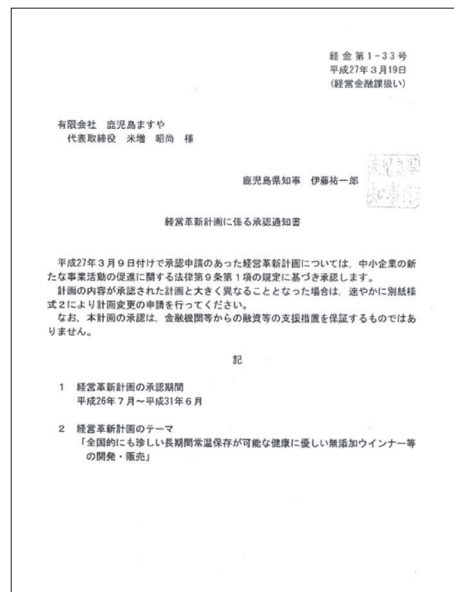 経金第1-33号
平成27年3月19日
(経営金融課扱い)
有限会社 鹿児島ますや
代表取締役 米増 昭尚 様
鹿児島県知事 伊藤祐一郎
経営革新計画に係る承認通知書
平成27年3月9日付けで承認申請のあった経営革新計画については，中小企業の新
たな事業活動の促進に関する法律第9条第1項の規定に基づき承認します。
計画の内容が承認された計画と大きく異なることとなった場合は，速やかに別紙様
式2により計画変更の申請を行ってください。
なお，本計画の承認は，金融機関等からの融資等の支援措置を保証するものではあ
りません。
記
1 経営革新計画の承認期間
平成26年7月～平成31年6月
2 経営革新計画のテーマ
「全国的にも珍しい長期間常温保存が可能な健康に優しい無添加ウインナー等
の開発・販売」